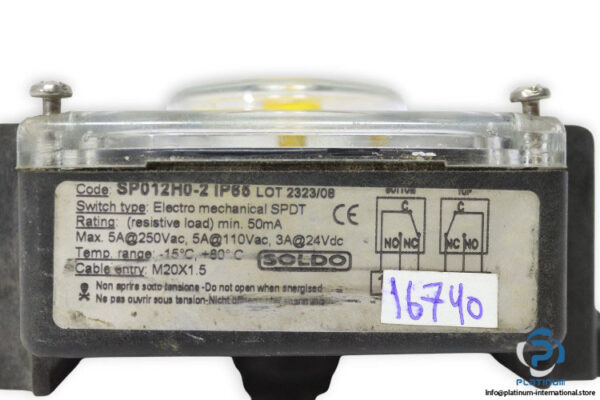 Code: SP012H0-2 IP66 LOT 2323/08
Switch type: Electro mechanical SPDT
Rating: (resistive load) min. 50mA
Max. 5A@250Vac, 5A@110Vac, 3A@24Vdc
Temp. range: -15°C, +80° C
SOLDO
Cable entry: M20X1.5
Non aprire sotto tensione - Do not open when energised
Ne pas ouvrir sous tension-Nicht
CE
BOTTOM TOP
C C
NO NC NC NO
16740
PLATINUM
Info@platinum-international.store